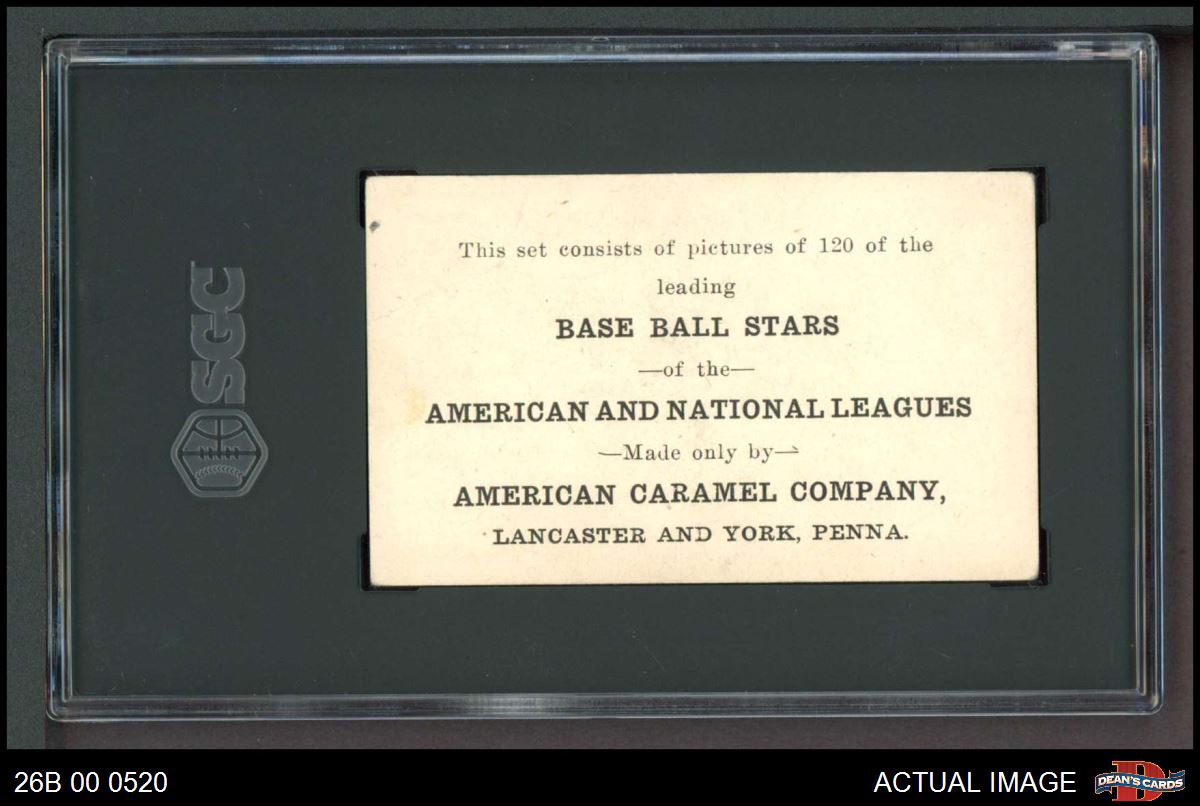 This set consists of pictures of 120 of the
leading
BASE BALL STARS
—of the—
AMERICAN AND NATIONAL LEAGUES
—Made only by—
AMERICAN CARAMEL COMPANY,
LANCASTER AND YORK, PENNA.
SGC
26B 00 0520
ACTUAL IMAGE
DEAN'S CARDS